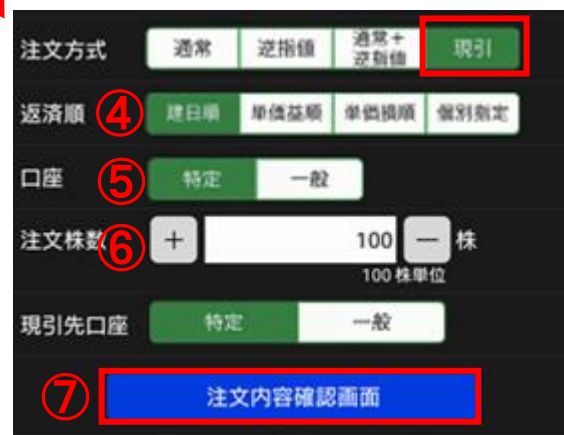 注文方式 通常 逆指値 通常+ 現引
逆指値
返済順 ④ 建日順 単価益順 単価損順 個別指定
口座 ⑤ 特定 一般
注文株数 ⑥ + 100 − 株
100 株単位
現引先口座 特定 一般
⑦ 注文内容確認画面